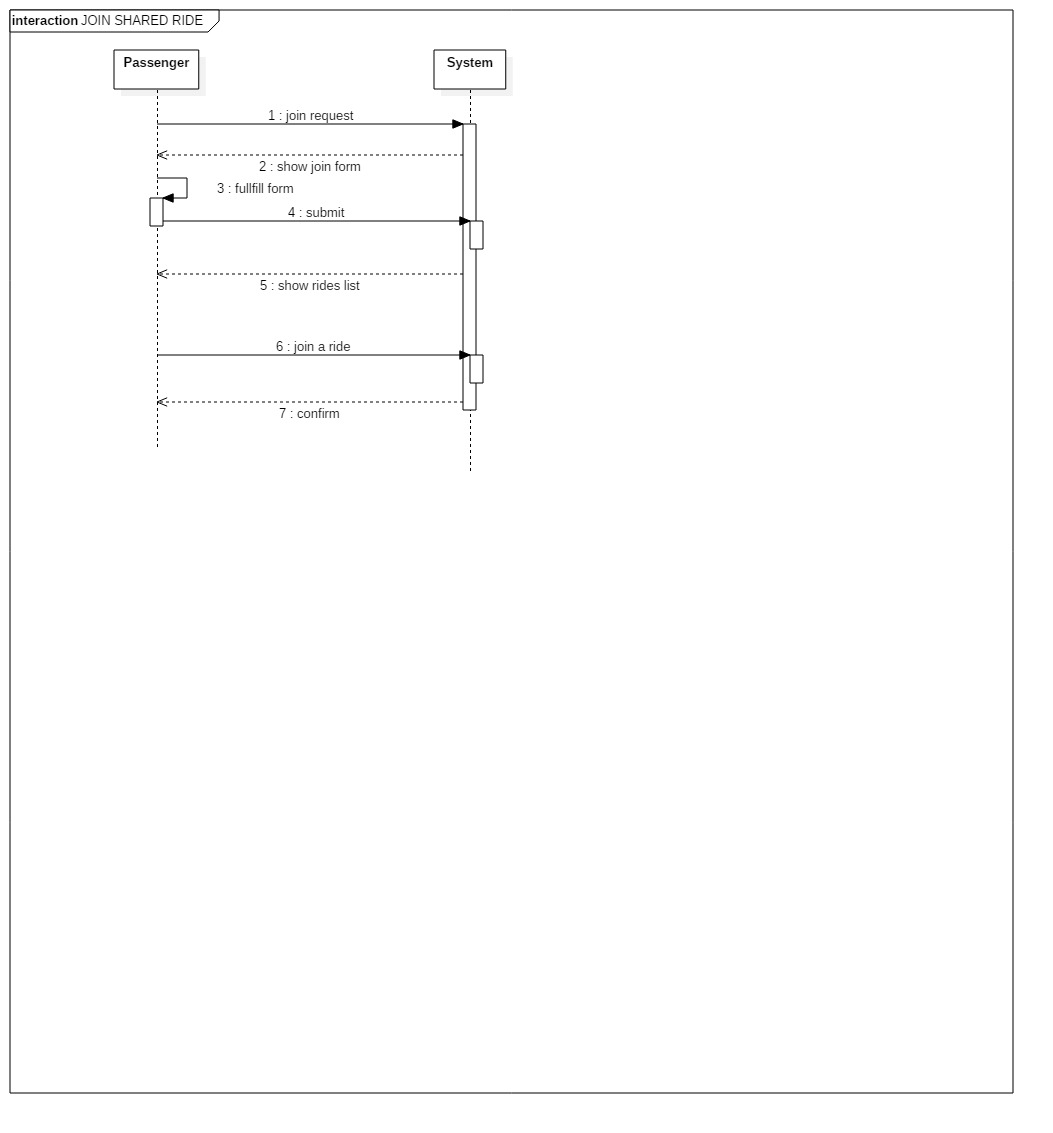 interaction JOIN SHARED RIDE
Passenger
System
1 : join request
2 : show join form
3 : fullfill form
4 : submit
5 : show rides list
6 : join a ride
7 : confirm